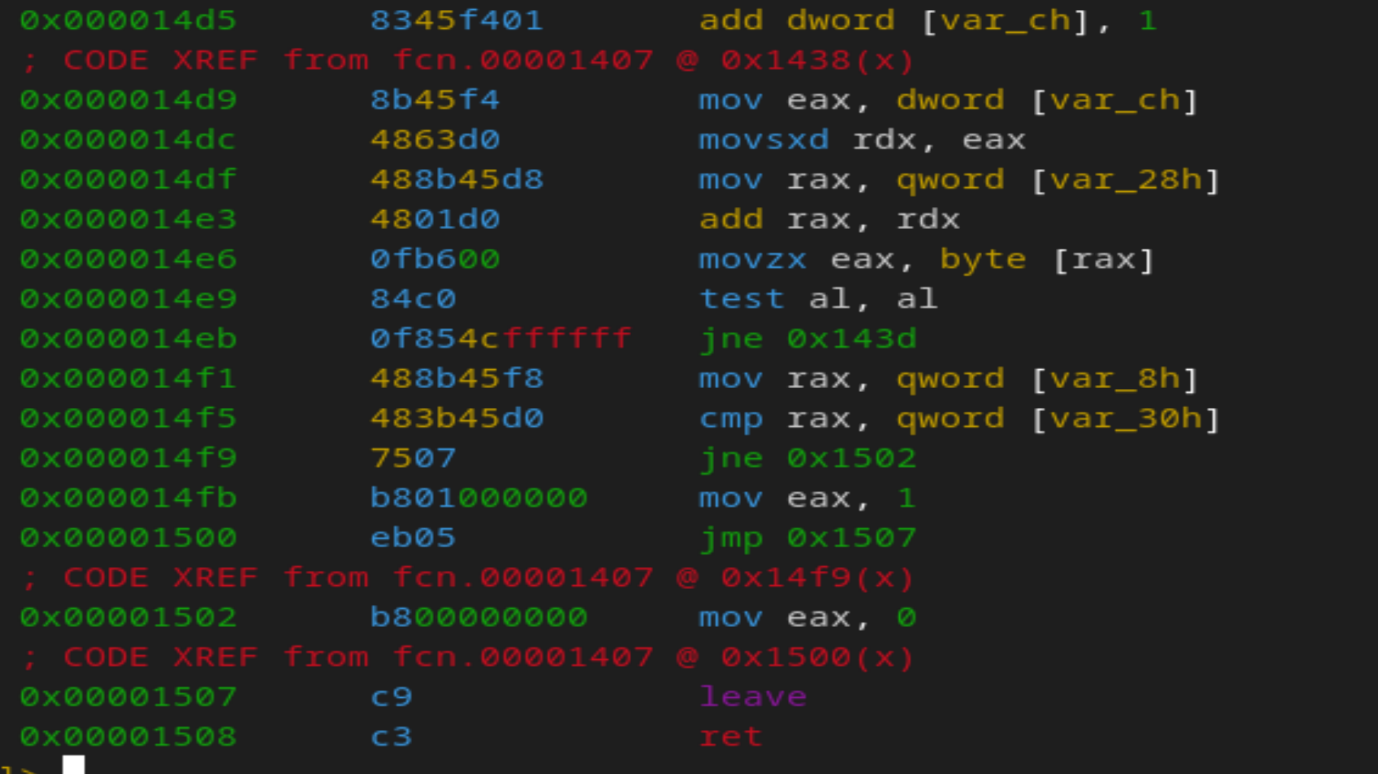 0x000014d5 8345f401 add dword [var_ch], 1
; CODE XREF from fcn.00001407 @ 0x1438(x)
0x000014d9 8b45f4 mov eax, dword [var_ch]
0x000014dc 4863d0 movsxd rdx, eax
0x000014df 488b45d8 mov rax, qword [var_28h]
0x000014e3 4801d0 add rax, rdx
0x000014e6 0fb600 movzx eax, byte [rax]
0x000014e9 84c0 test al, al
0x000014eb 0f854cffffff jne 0x143d
0x000014f1 488b45f8 mov rax, qword [var_8h]
0x000014f5 483b45d0 cmp rax, qword [var_30h]
0x000014f9 7507 jne 0x1502
0x000014fb b801000000 mov eax, 1
0x00001500 eb05 jmp 0x1507
; CODE XREF from fcn.00001407 @ 0x14f9(x)
0x00001502 b800000000 mov eax, 0
; CODE XREF from fcn.00001407 @ 0x1500(x)
0x00001507 c9 leave
0x00001508 c3 ret